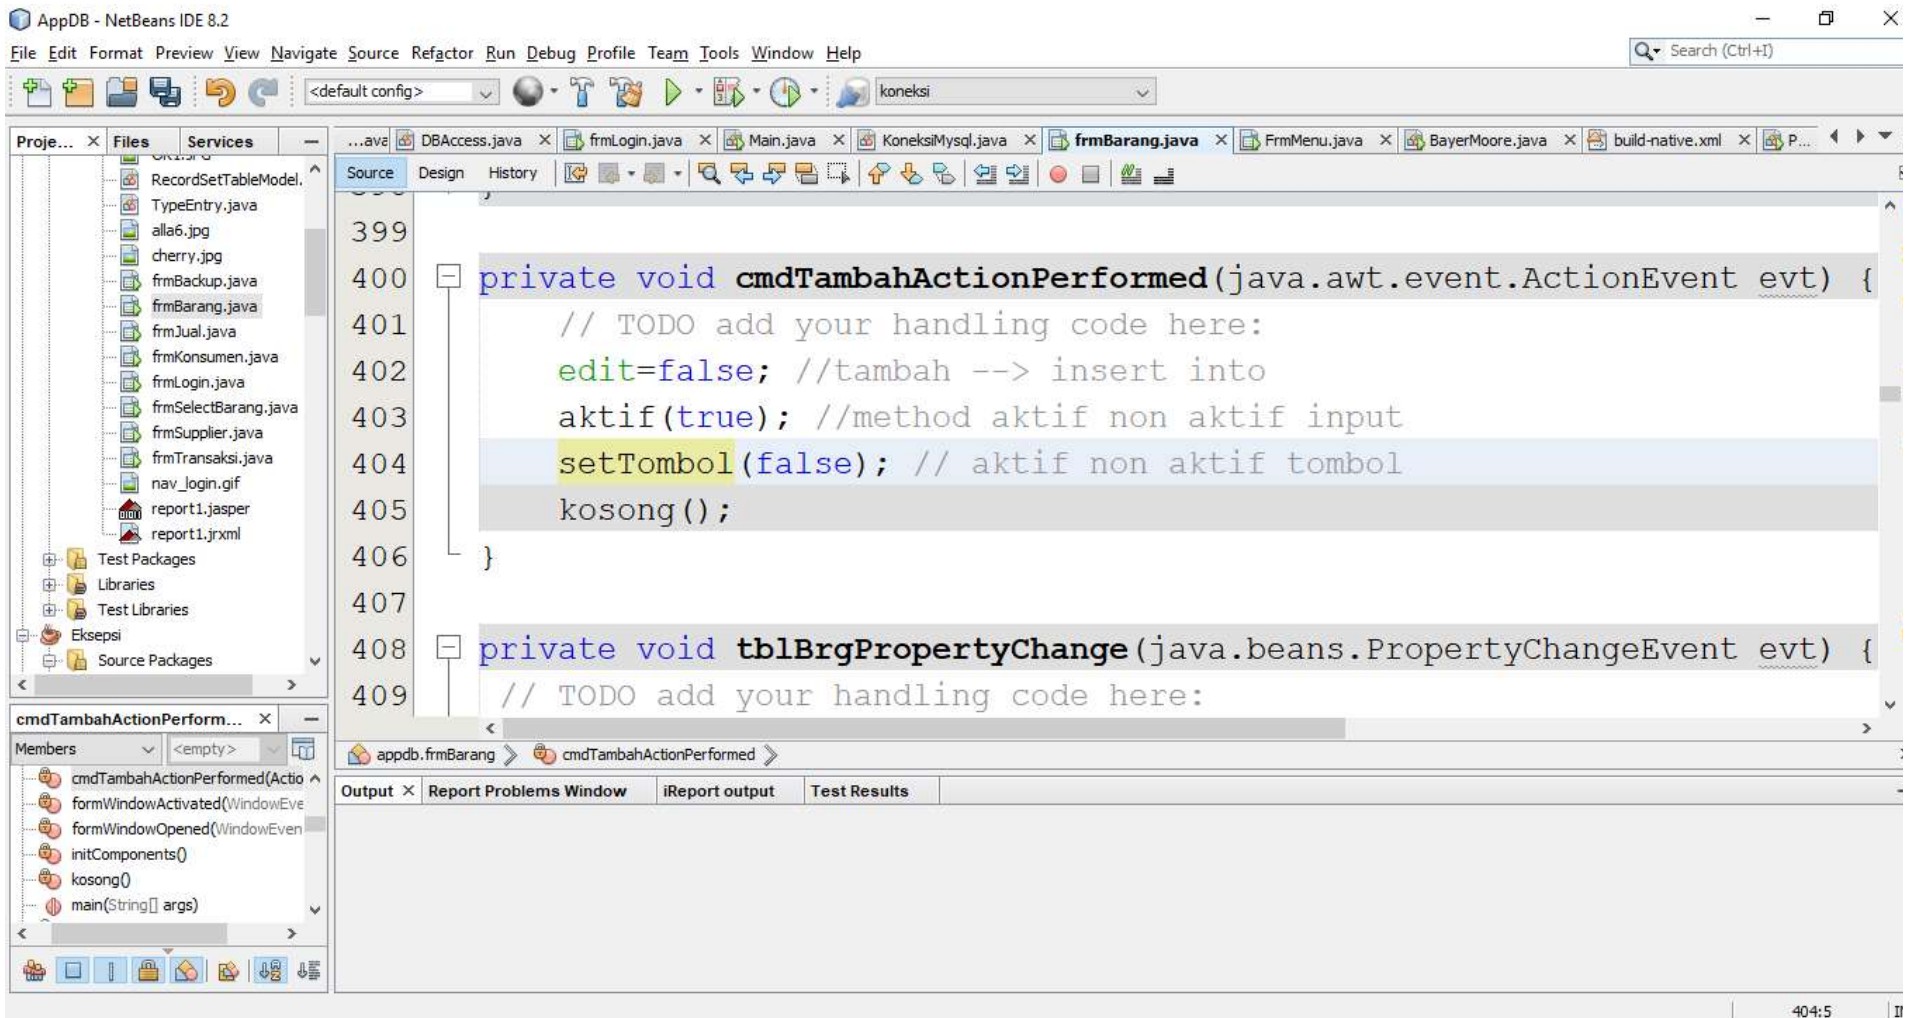 AppDB - NetBeans IDE 8.2
File Edit Format Preview View Navigate Source Refactor Run Debug Profile Team Tools Window Help
Search (Ctrl+I)
<default config>
koneksi
Proje... Files Services
...ava DBAccess.java frmLogin.java Main.java KoneksiMysql.java frmBarang.java FrmMenu.java BayerMoore.java build-native.xml P...
Source Design History
RecordSetTableModel.
TypeEntry.java
alla6.jpg
cherry.jpg
frmBackup.java
frmBarang.java
frmJual.java
frmKonsumen.java
frmLogin.java
frmSelectBarang.java
frmSupplier.java
frmTransaksi.java
nav_login.gif
report1.jasper
report1.jrxml
Test Packages
Libraries
Test Libraries
Eksepsi
Source Packages
399
400 private void cmdTambahActionPerformed(java.awt.event.ActionEvent evt) {
401 // TODO add your handling code here:
402 edit=false; //tambah --> insert into
403 aktif(true); //method aktif non aktif input
404 setTombol(false); // aktif non aktif tombol
405 kosong();
406 }
407
408 private void tblBrgPropertyChange(java.beans.PropertyChangeEvent evt) {
409 // TODO add your handling code here:
appdb.frmBarang cmdTambahActionPerformed
cmdTambahActionPerform...
Members <empty>
cmdTambahActionPerformed(Actio
formWindowActivated(WindowEve
formWindowOpened(WindowEven
initComponents()
kosong()
main(String[] args)
Output Report Problems Window iReport output Test Results
404:5